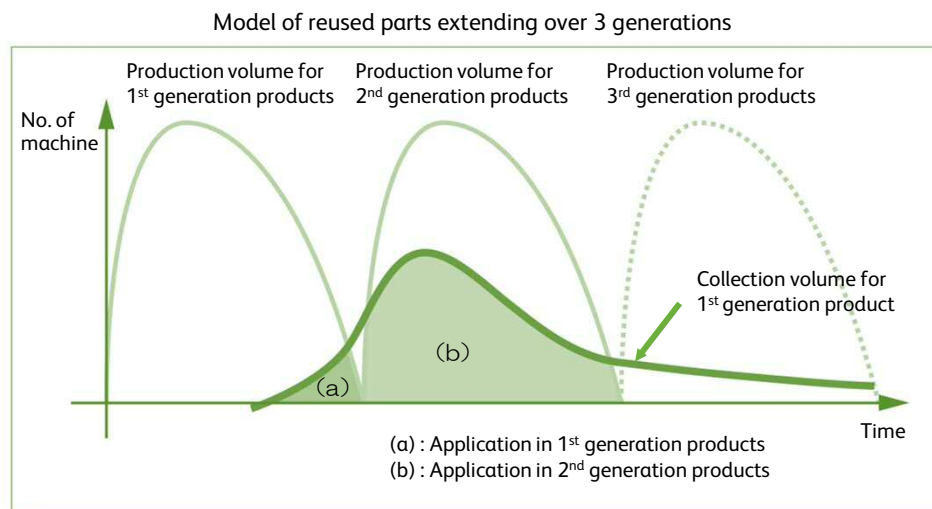 Model of reused parts extending over 3 generations
Production volume for
1st generation products
Production volume for
2nd generation products
Production volume for
3rd generation products
No. of
machine
Collection volume for
1st generation product
(a)
(b)
Time
(a) : Application in 1st generation products
(b) : Application in 2nd generation products